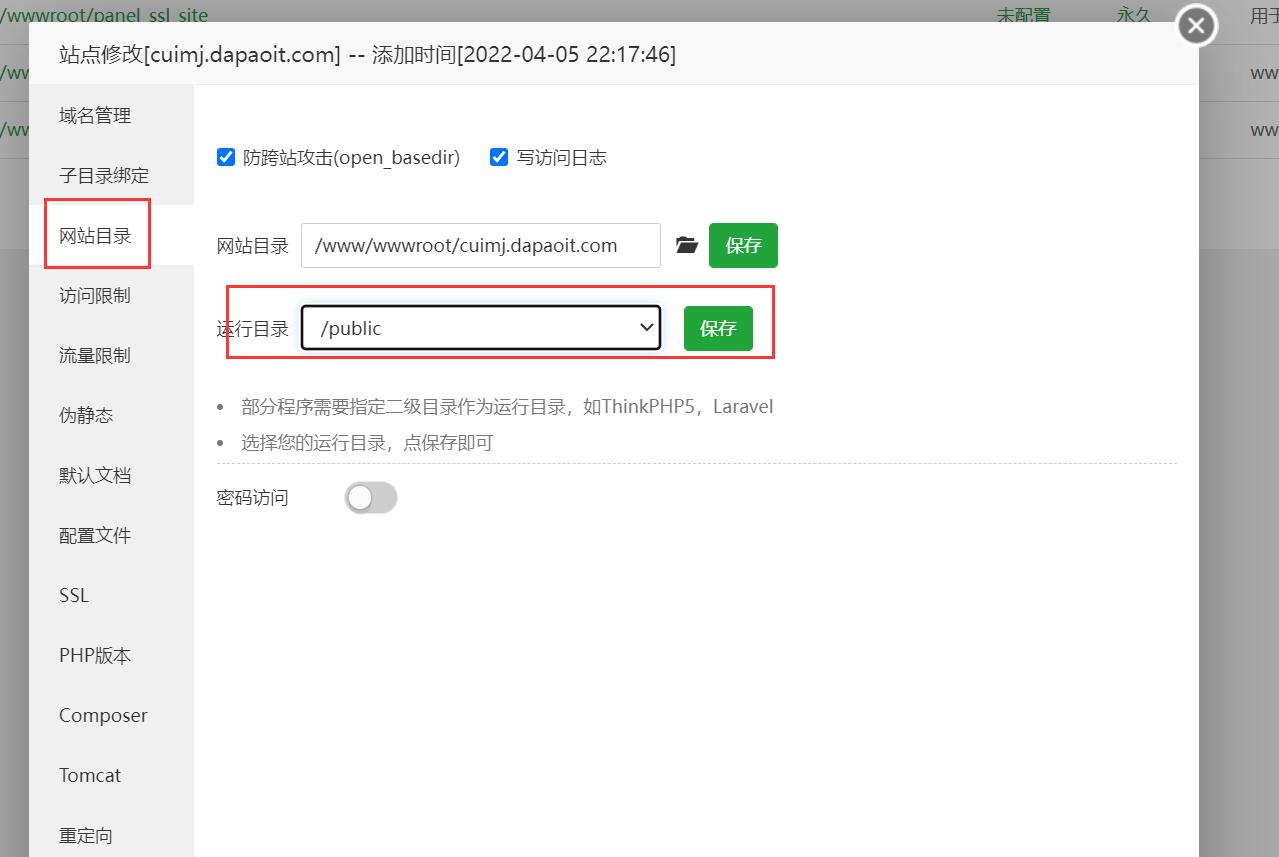 /wwwroot/panel_ssl_site
未配置
永久
站点修改[cuimj.dapaoit.com] -- 添加时间[2022-04-05 22:17:46]
域名管理
子目录绑定
网站目录
访问限制
流量限制
伪静态
默认文档
配置文件
SSL
PHP版本
Composer
Tomcat
重定向
防跨站攻击(open_basedir)
写访问日志
网站目录 /www/wwwroot/cuimj.dapaoit.com 保存
运行目录 /public 保存
部分程序需要指定二级目录作为运行目录，如ThinkPHP5，Laravel
选择您的运行目录，点保存即可
密码访问